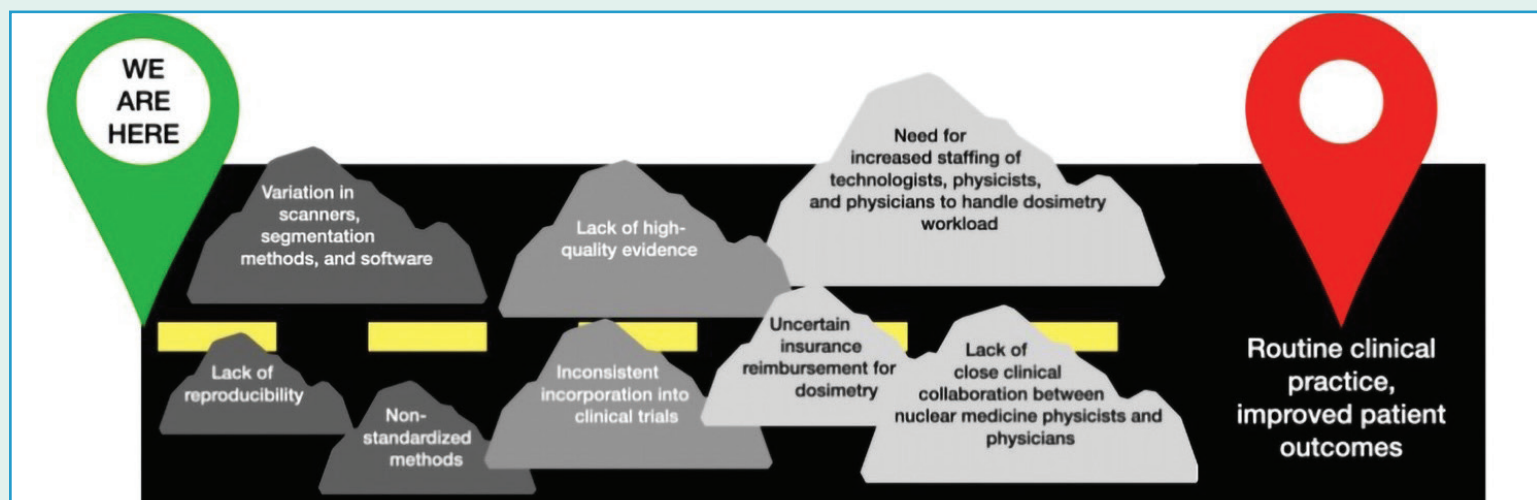 WE
ARE
HERE
Variation in
scanners,
segmentation
methods, and software
Lack of
reproducibility
Non-
standardized
methods
Lack of high-
quality evidence
Inconsistent
incorporation into
clinical trials
Need for
increased staffing of
technologists, physicists,
and physicians to handle dosimetry
workload
Uncertain
insurance
reimbursement for
dosimetry
Lack of
close clinical
collaboration between
nuclear medicine physicists and
physicians
Routine clinical
practice,
improved patient
outcomes